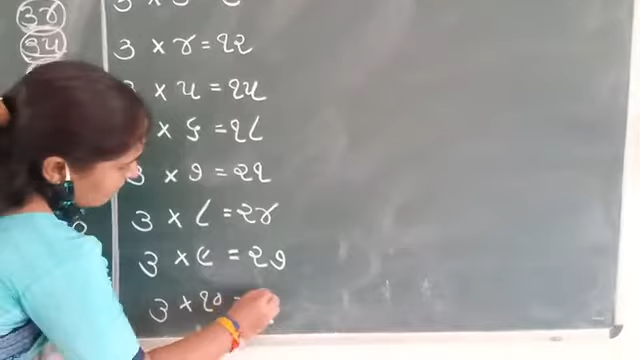 ૩૪
૩૫
૩ × ૪ = ૧૨
૩ × ૫ = ૧૫
× ૬ = ૧૮
૩ × ૭ = ૨૧
૩ × ૮ = ૨૪
૩ × ૯ = ૨૭
૩ × ૧૦ =